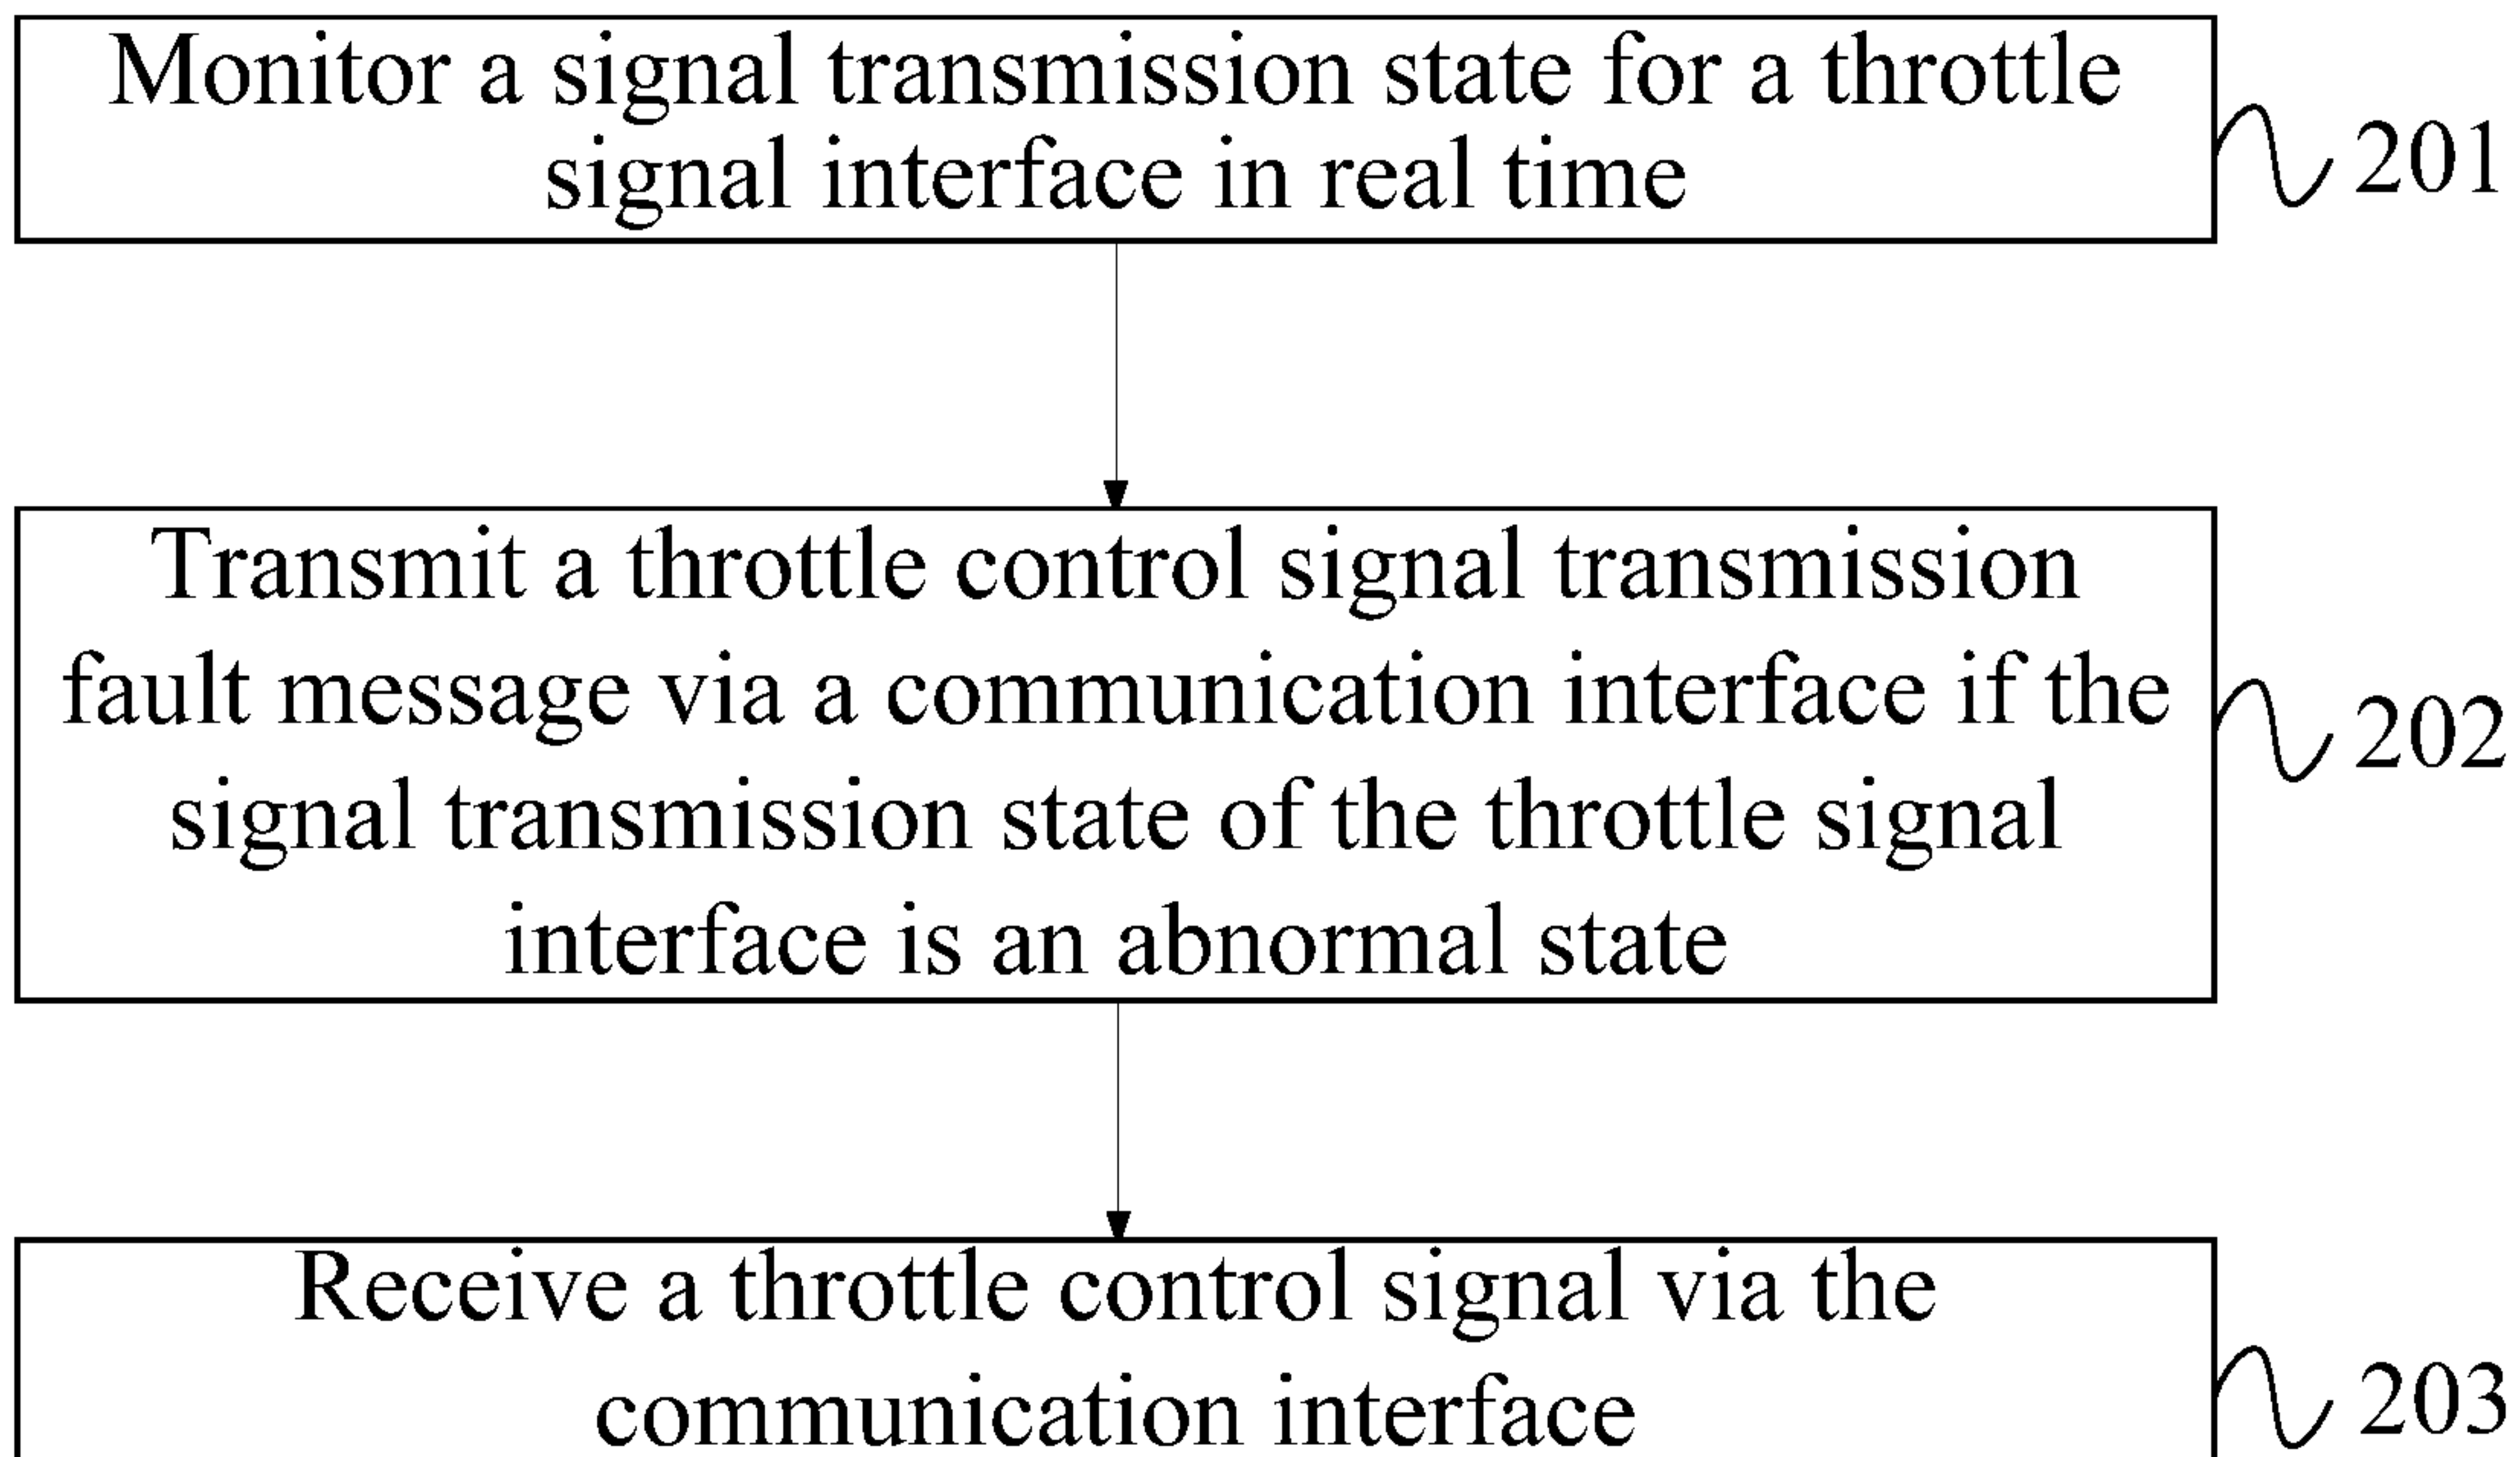 Monitor a signal transmission state for a throttle
signal interface in real time
201
Transmit a throttle control signal transmission
fault message via a communication interface if the
signal transmission state of the throttle signal
interface is an abnormal state
202
Receive a throttle control signal via the
communication interface
203